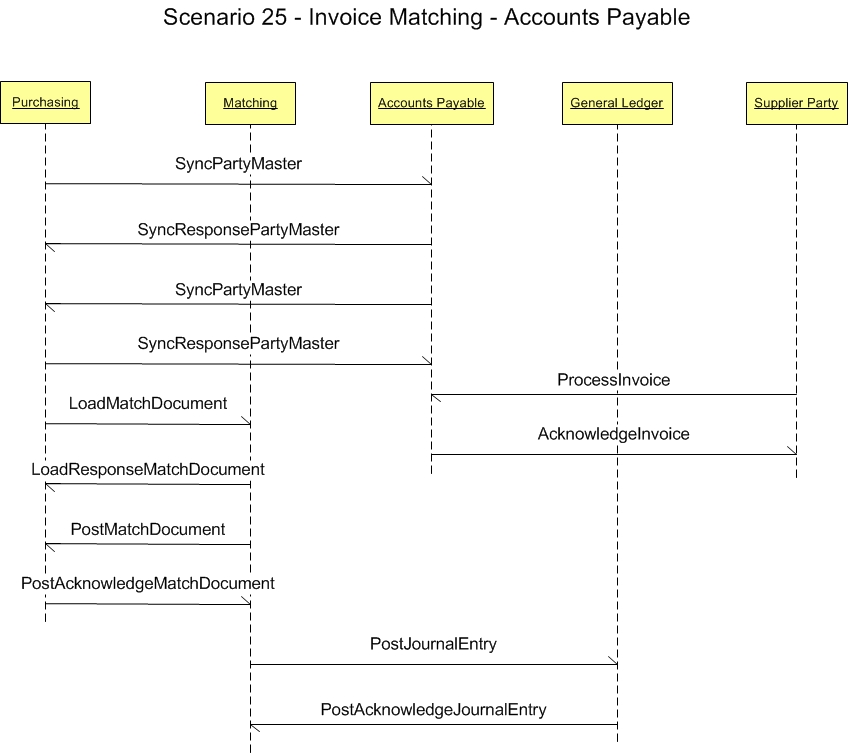 Scenario 25 - Invoice Matching - Accounts Payable
Purchasing
Matching
Accounts Payable
General Ledger
Supplier Party
SyncPartyMaster
SyncResponsePartyMaster
SyncPartyMaster
SyncResponsePartyMaster
ProcessInvoice
LoadMatchDocument
AcknowledgeInvoice
LoadResponseMatchDocument
PostMatchDocument
PostAcknowledgeMatchDocument
PostJournalEntry
PostAcknowledgeJournalEntry